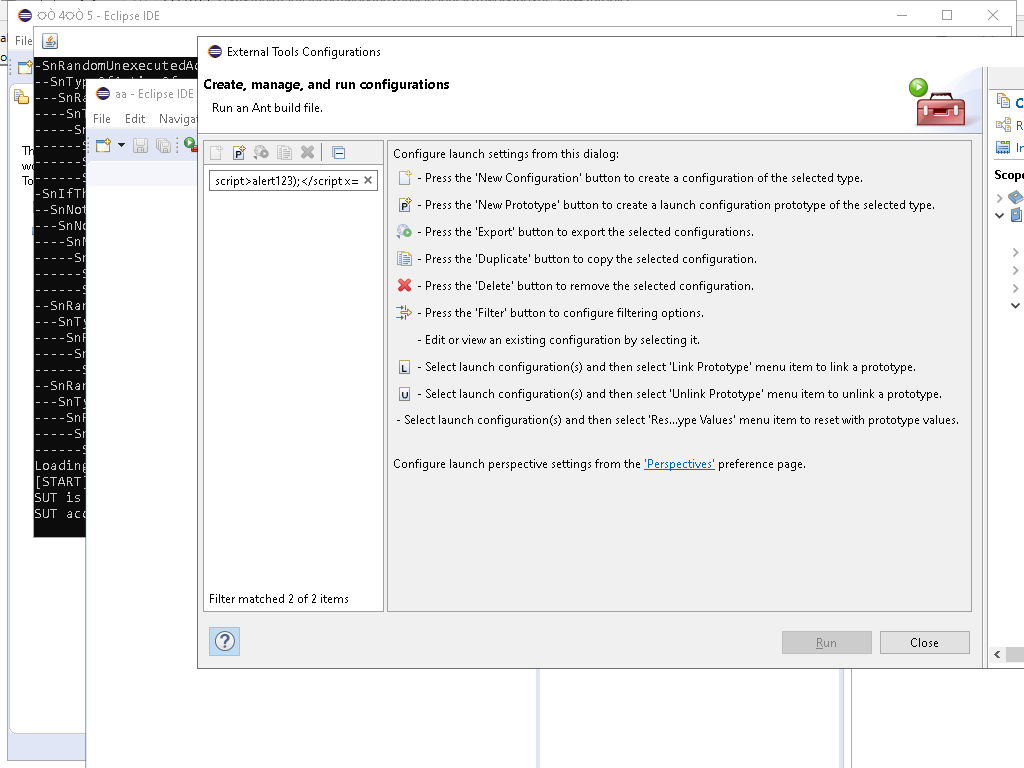 ѸÒ 4ѸÒ 5 - Eclipse IDE
File
-SnRandomUnexecutedAc
--SnTyp
---SnRa
----SnT
-----Sn
-SnIfTh
--SnNot
---SnNo
----SnN
-----Sn
--SnRan
---SnTy
----SnR
-----Sn
--SnRan
---SnTy
----SnR
-----Sn
Loading
[START]
SUT is
SUT acc
aa - Eclipse IDE
File Edit Navigat
External Tools Configurations
Create, manage, and run configurations
Run an Ant build file.
script>alert123);</script x=
Filter matched 2 of 2 items
Configure launch settings from this dialog:
- Press the 'New Configuration' button to create a configuration of the selected type.
- Press the 'New Prototype' button to create a launch configuration prototype of the selected type.
- Press the 'Export' button to export the selected configurations.
- Press the 'Duplicate' button to copy the selected configuration.
- Press the 'Delete' button to remove the selected configuration.
- Press the 'Filter' button to configure filtering options.
- Edit or view an existing configuration by selecting it.
- Select launch configuration(s) and then select 'Link Prototype' menu item to link a prototype.
- Select launch configuration(s) and then select 'Unlink Prototype' menu item to unlink a prototype.
- Select launch configuration(s) and then select 'Res...ype Values' menu item to reset with prototype values.
Configure launch perspective settings from the 'Perspectives' preference page.
Run
Close
Scope